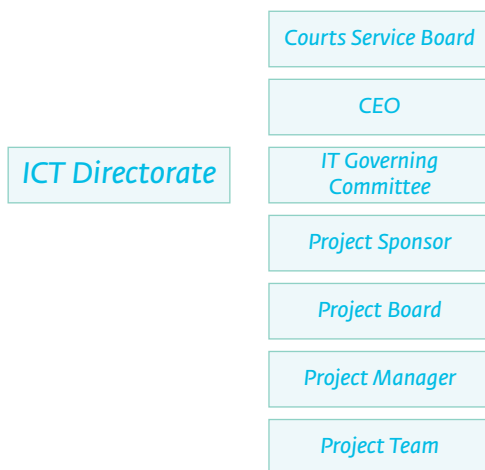 Courts Service Board
CEO
ICT Directorate
IT Governing
Committee
Project Sponsor
Project Board
Project Manager
Project Team